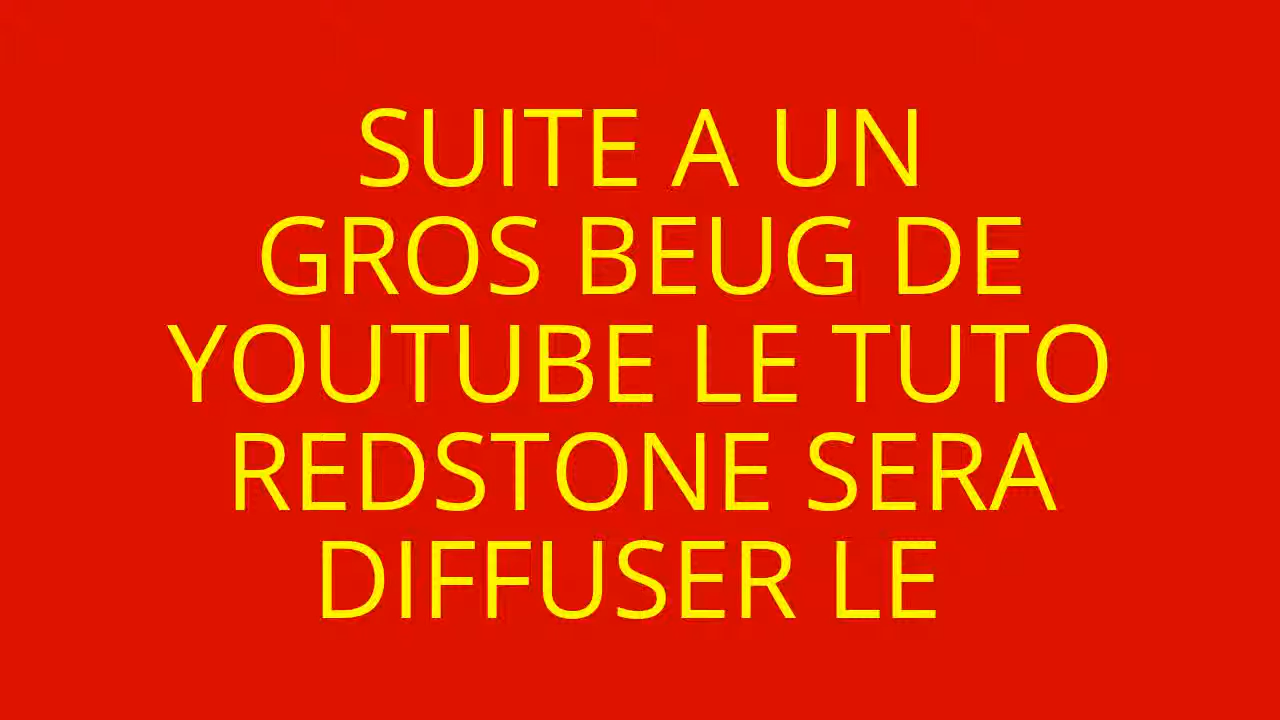 SUITE A UN
GROS BEUG DE
YOUTUBE LE TUTO
REDSTONE SERA
DIFFUSER LE